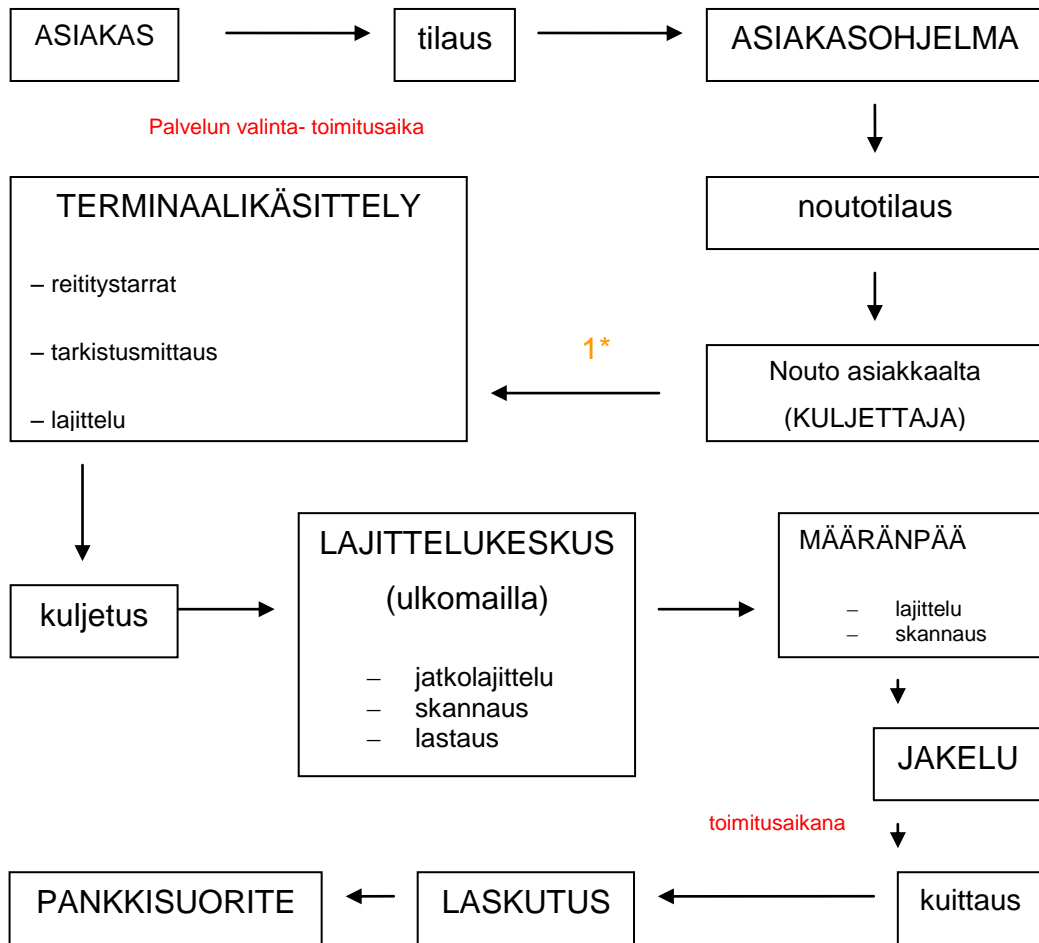 ASIAKAS
tilaus
ASIAKASOHJELMA
Palvelun valinta- toimitusaika
noutotilaus
Nouto asiakkaalta
(KULJETTAJA)
1*
TERMINAALIKÄSITTELY
– reititystarrat
– tarkistusmittaus
– lajittelu
kuljetus
LAJITTELUKESKUS
(ulkomailla)
– jatkolajittelu
– skannaus
– lastaus
MÄÄRÄNPÄÄ
– lajittelu
– skannaus
JAKELU
toimitusaikana
kuittaus
LASKUTUS
PANKKISUORITE